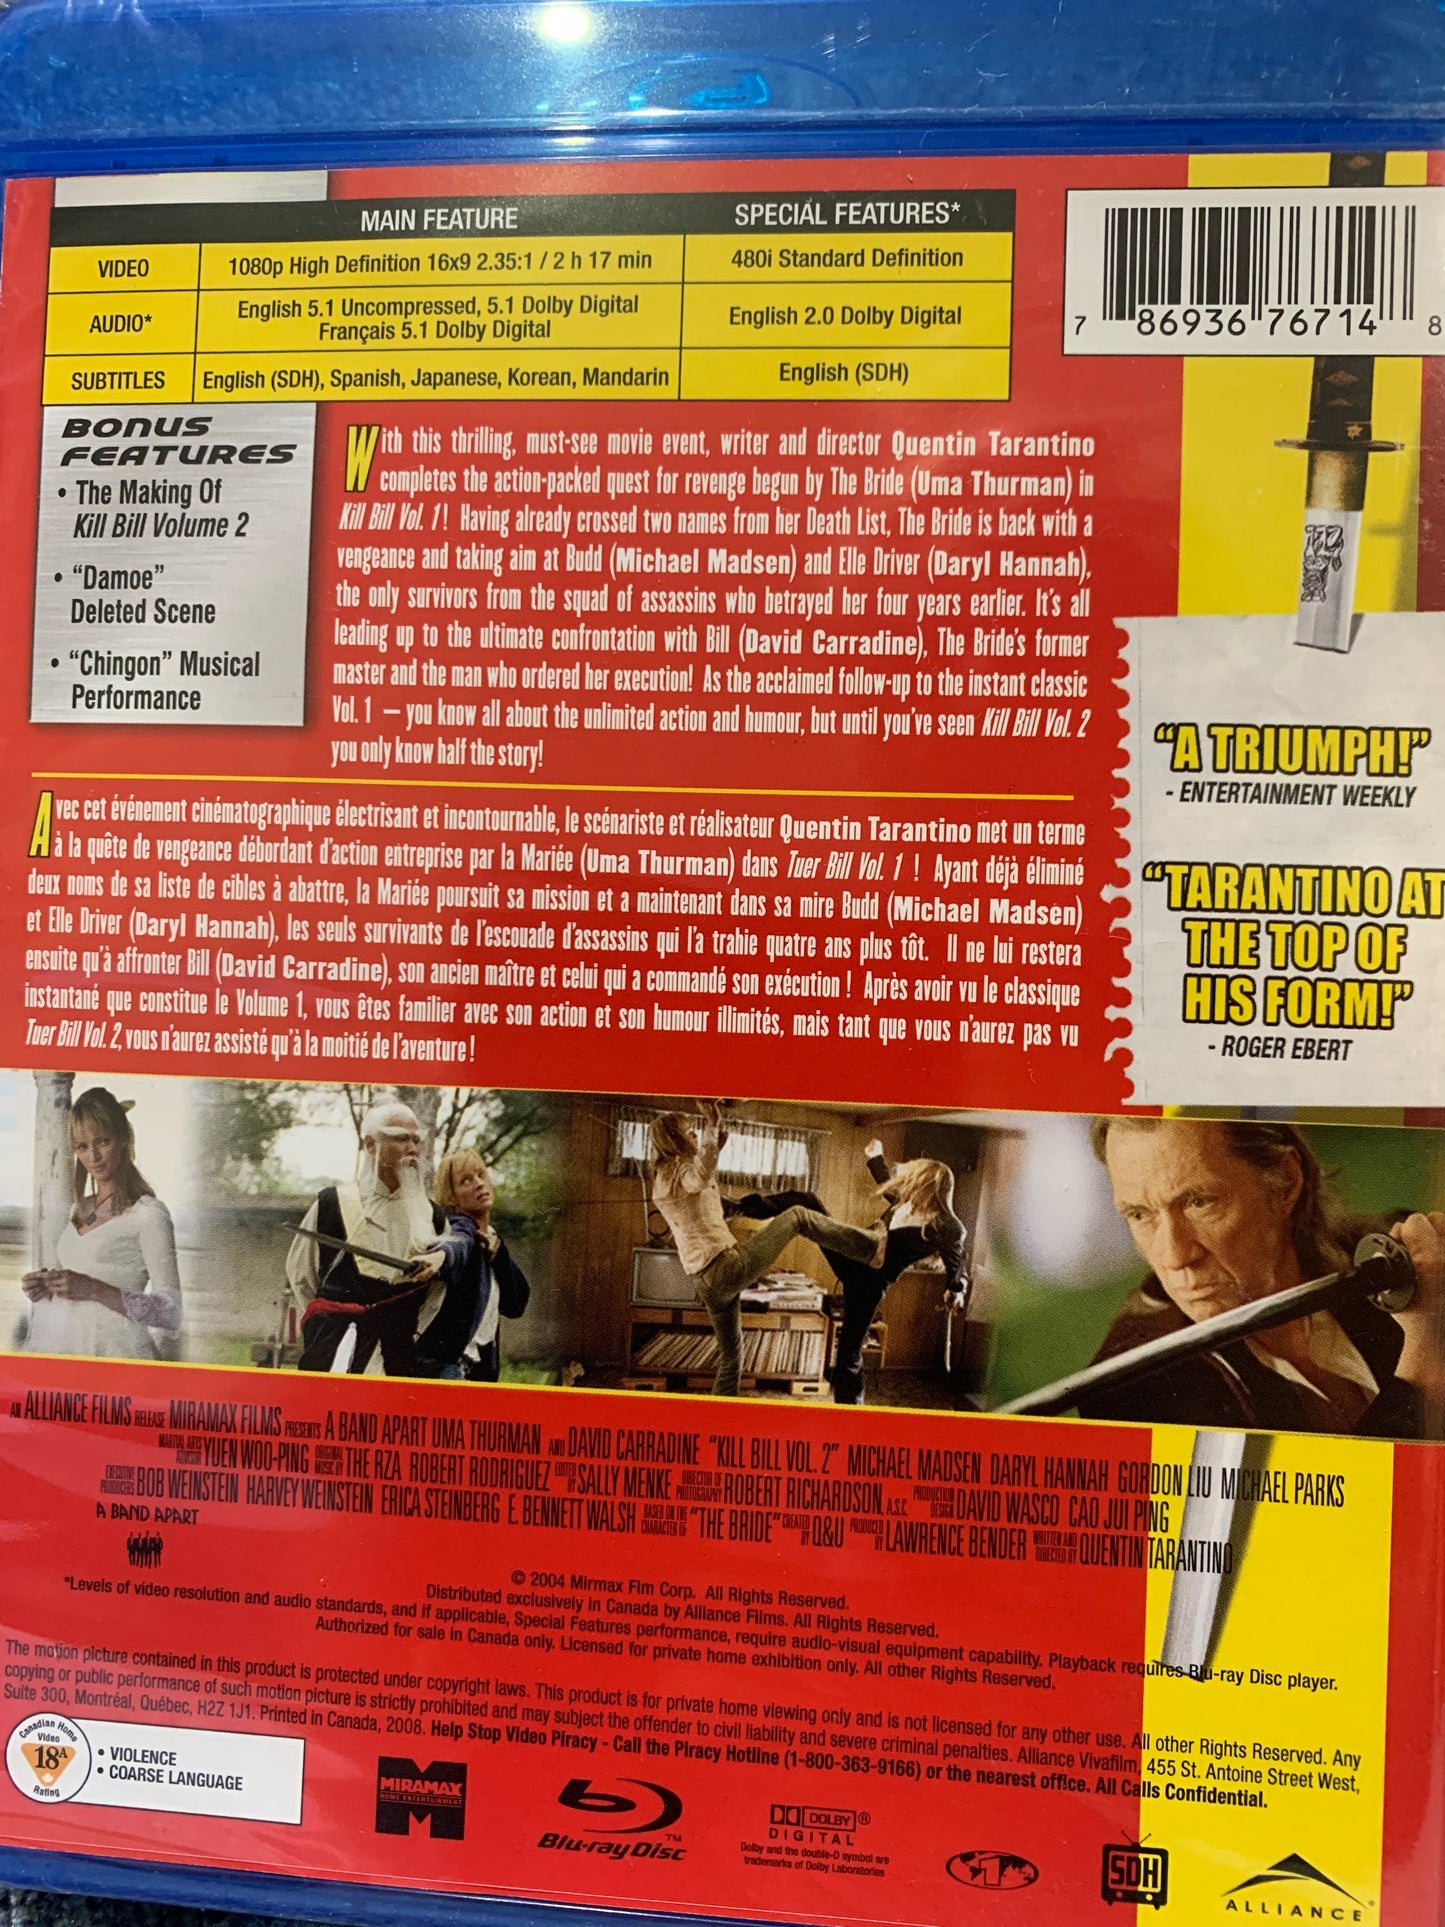 MAIN FEATURE SPECIAL FEATURES*
VIDEO 1080p High Definition 16x9 2.35:1 / 2 h 17 min 480i Standard Definition
AUDIO* English 5.1 Uncompressed, 5.1 Dolby Digital
Français 5.1 Dolby Digital English 2.0 Dolby Digital
SUBTITLES English (SDH), Spanish, Japanese, Korean, Mandarin English (SDH)
7 86936 76714 8
BONUS
FEATURES
• The Making Of
Kill Bill Volume 2
• “Damoe”
Deleted Scene
• “Chingon” Musical
Performance
With this thrilling, must-see movie event, writer and director Quentin Tarantino
completes the action-packed quest for revenge begun by The Bride (Uma Thurman) in
Kill Bill Vol. 1! Having already crossed two names from her Death List, The Bride is back with a
vengeance and taking aim at Budd (Michael Madsen) and Elle Driver (Daryl Hannah),
the only survivors from the squad of assassins who betrayed her four years earlier. It's all
leading up to the ultimate confrontation with Bill (David Carradine), The Bride's former
master and the man who ordered her execution! As the acclaimed follow-up to the instant classic
Vol. 1 – you know all about the unlimited action and humour, but until you've seen Kill Bill Vol. 2
you only know half the story!
Avec cet événement cinématographique électrisant et incontournable, le scénariste et réalisateur Quentin Tarantino met un terme
à la quête de vengeance débordant d'action entreprise par la Mariée (Uma Thurman) dans Tuer Bill Vol. 1 ! Ayant déjà éliminé
deux noms de sa liste de cibles à abattre, la Mariée poursuit sa mission et a maintenant dans sa mire Budd (Michael Madsen)
et Elle Driver (Daryl Hannah), les seuls survivants de l'escouade d'assassins qui l'a trahie quatre ans plus tôt. Il ne lui restera
ensuite qu'à affronter Bill (David Carradine), son ancien maître et celui qui a commandé son exécution ! Après avoir vu le classique
instantané que constitue le Volume 1, vous êtes familier avec son action et son humour illimités, mais tant que vous n'aurez pas vu
Tuer Bill Vol. 2, vous n'aurez assisté qu'à la moitié de l'aventure !
“A TRIUMPH!”
- ENTERTAINMENT WEEKLY
“TARANTINO AT
THE TOP OF
HIS FORM!”
- ROGER EBERT
AN ALLIANCE FILMS RELEASE MIRAMAX FILMS PRESENTS A BAND APART UMA THURMAN AND DAVID CARRADINE “KILL BILL VOL. 2” MICHAEL MADSEN DARYL HANNAH GORDON LIU MICHAEL PARKS
MARTIAL ARTS ADVISOR YUEN WOO-PING ORIGINAL MUSIC BY THE RZA ROBERT RODRIGUEZ EDITED BY SALLY MENKE DIRECTOR OF PHOTOGRAPHY ROBERT RICHARDSON, A.S.C. PRODUCTION DESIGN DAVID WASCO CAO JUI PING
EXECUTIVE PRODUCERS BOB WEINSTEIN HARVEY WEINSTEIN ERICA STEINBERG E. BENNETT WALSH BASED ON THE CHARACTER OF “THE BRIDE” CREATED BY Q&U PRODUCED BY LAWRENCE BENDER WRITTEN AND DIRECTED BY QUENTIN TARANTINO
A BAND APART
© 2004 Mirmax Fim Corp. All Rights Reserved.
Distributed exclusively in Canada by Alliance Films. All Rights Reserved.
*Levels of video resolution and audio standards, and if applicable, Special Features performance, require audio-visual equipment capability. Playback requires Blu-ray Disc player.
Authorized for sale in Canada only. Licensed for private home exhibition only. All other Rights Reserved.
The motion picture contained in this product is protected under copyright laws. This product is for private home viewing only and is not licensed for any other use. All other Rights Reserved. Any
copying or public performance of such motion picture is strictly prohibited and may subject the offender to civil liability and severe criminal penalties. Alliance Vivafilm, 455 St. Antoine Street West,
Suite 300, Montréal, Québec, H2Z 1J1. Printed in Canada, 2008. Help Stop Video Piracy - Call the Piracy Hotline (1-800-363-9166) or the nearest office. All Calls Confidential.
Canadian Home
Video
18A
Rating
• VIOLENCE
• COARSE LANGUAGE
MIRAMAX
HOME ENTERTAINMENT
Blu-ray Disc™
DOLBY®
DIGITAL
Dolby and the double-D symbol are
trademarks of Dolby Laboratories
1
SDH
ALLIANCE®